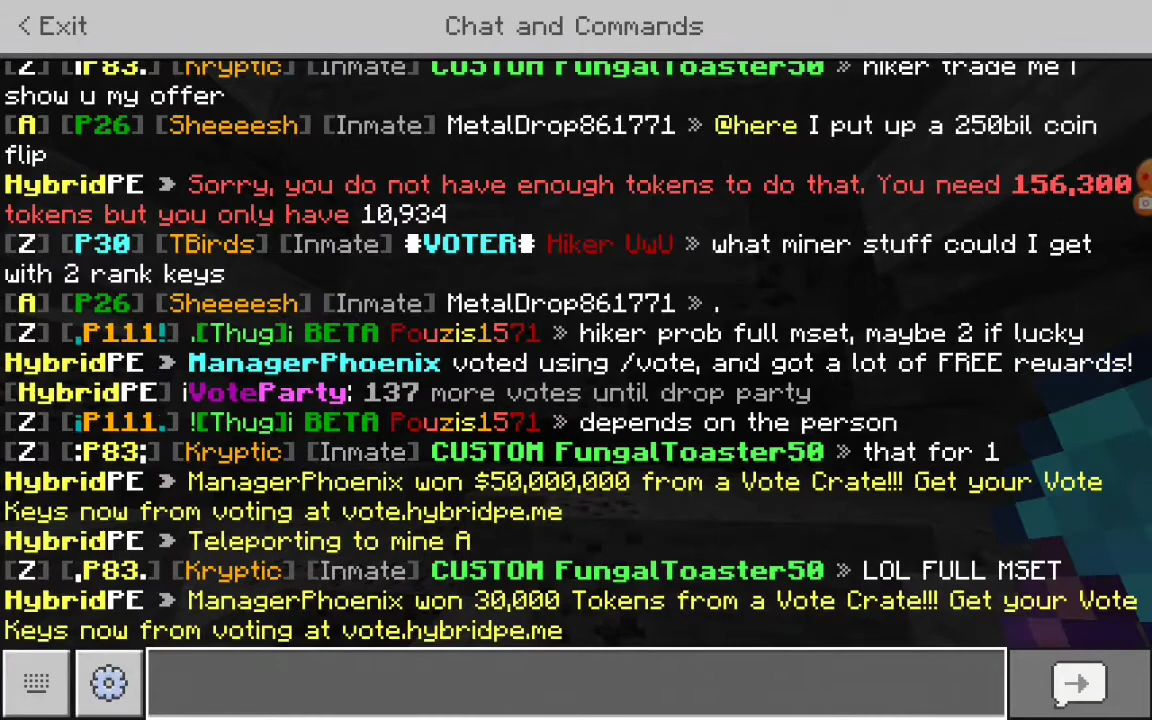 < Exit
Chat and Commands
[Z] [¡P83.] [Kryptic] [Inmate] CUSTOM FungalToaster50 » hiker trade me i
show u my offer
[A] [P26] [Sheeeesh] [Inmate] MetalDrop861771 » @here I put up a 250bil coin
flip
HybridPE ➽ Sorry, you do not have enough tokens to do that. You need 156,300
tokens but you only have 10,934
[Z] [P30] [TBirds] [Inmate] #VOTER# Hiker UwU » what miner stuff could I get
with 2 rank keys
[A] [P26] [Sheeeesh] [Inmate] MetalDrop861771 » .
[Z] [,P111!] .[Thug]i BETA Pouzis1571 » hiker prob full mset, maybe 2 if lucky
HybridPE ➽ ManagerPhoenix voted using /vote, and got a lot of FREE rewards!
[HybridPE] ¡VoteParty: 137 more votes until drop party
[Z] [¡P111.] ![Thug]i BETA Pouzis1571 » depends on the person
[Z] [:P83;] [Kryptic] [Inmate] CUSTOM FungalToaster50 » that for 1
HybridPE ➽ ManagerPhoenix won $50,000,000 from a Vote Crate!!! Get your Vote
Keys now from voting at vote.hybridpe.me
HybridPE ➽ Teleporting to mine A
[Z] [,P83.] [Kryptic] [Inmate] CUSTOM FungalToaster50 » LOL FULL MSET
HybridPE ➽ ManagerPhoenix won 30,000 Tokens from a Vote Crate!!! Get your Vote
Keys now from voting at vote.hybridpe.me